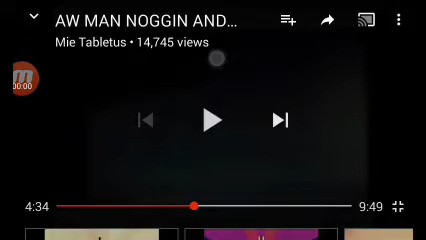 AW MAN NOGGIN AND...
Mie Tabletus • 14,745 views
00:00
4:34
9:49